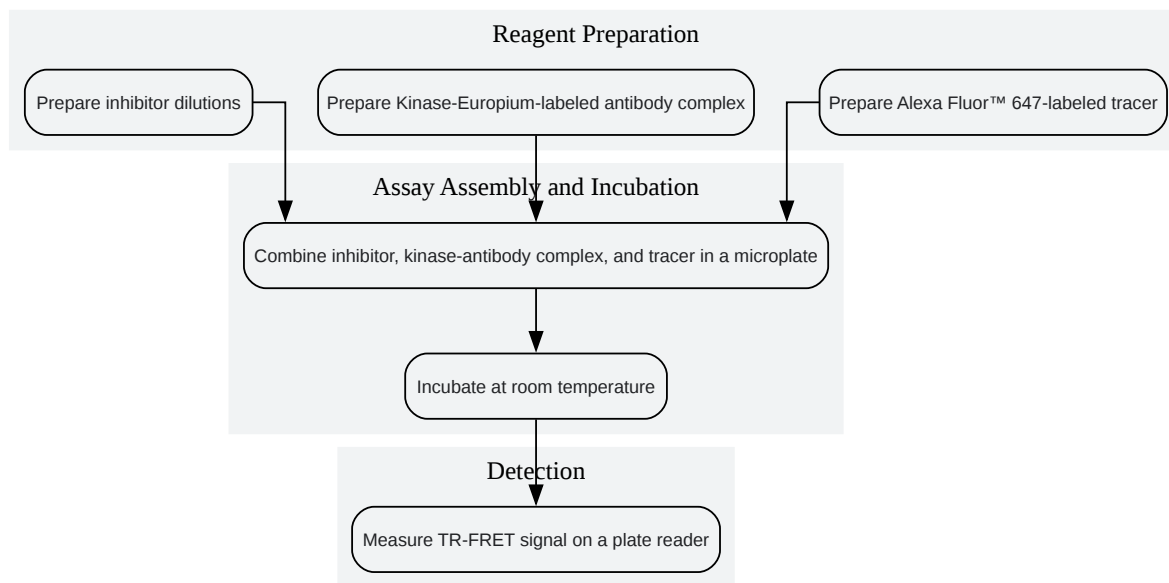 Reagent Preparation
Prepare inhibitor dilutions
Prepare Kinase-Europium-labeled antibody complex
Prepare Alexa Fluor™ 647-labeled tracer
Assay Assembly and Incubation
Combine inhibitor, kinase-antibody complex, and tracer in a microplate
Incubate at room temperature
Detection
Measure TR-FRET signal on a plate reader